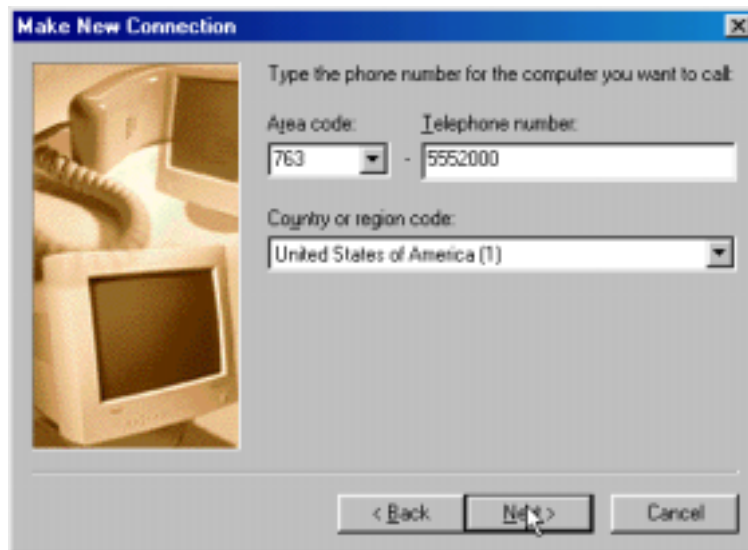 Make New Connection
Type the phone number for the computer you want to call:
Area code: Telephone number:
763 - 5552000
Country or region code:
United States of America (1)
< Back Next > Cancel